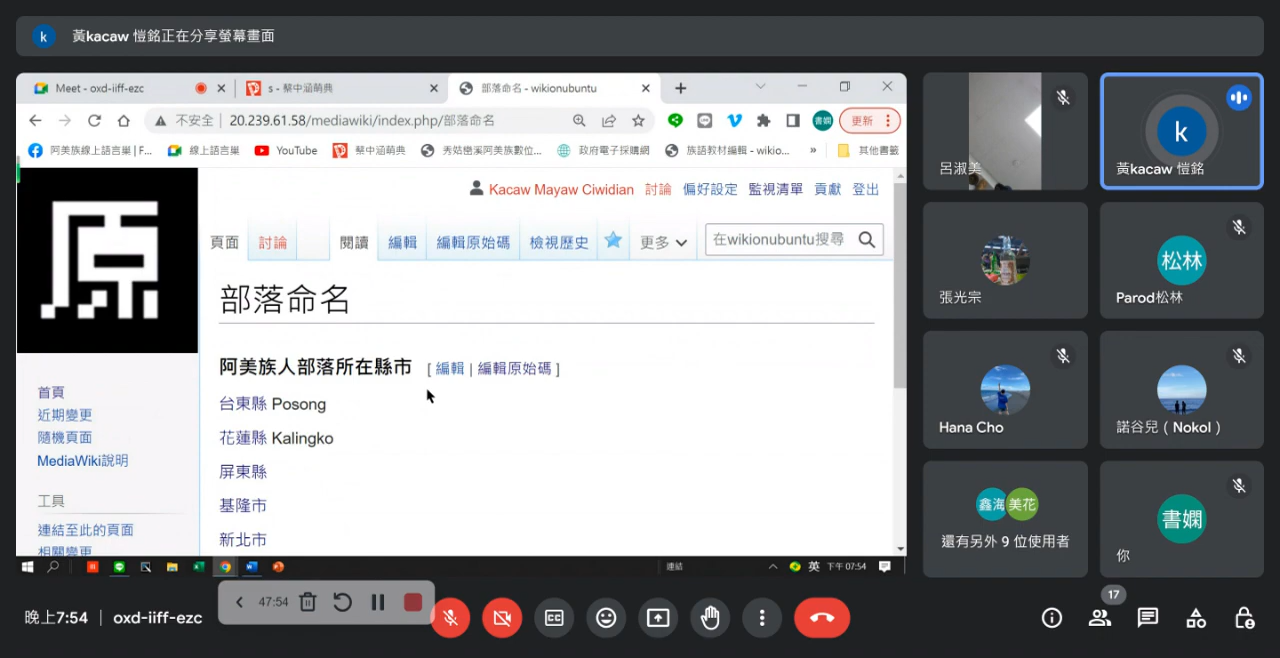 k 黃kacaw 愷銘正在分享螢幕畫面
Meet - oxd-iiff-ezc
s - 蔡中涵萌典
部落命名 - wikionubuntu
不安全 | 20.239.61.58/mediawiki/index.php/部落命名
書嫻
更新
阿美族線上語言巢 | F...
線上語言巢
YouTube
蔡中涵萌典
秀姑巒溪阿美族數位...
政府電子採購網
族語教材編輯 - wikio...
»
其他書籤
原
Kacaw Mayaw Ciwidian 討論 偏好設定 監視清單 貢獻 登出
頁面 討論 閱讀 編輯 編輯原始碼 檢視歷史 更多 在wikionubuntu搜尋
部落命名
阿美族人部落所在縣市 [ 編輯 | 編輯原始碼 ]
台東縣 Posong
花蓮縣 Kalingko
屏東縣
基隆市
新北市
首頁
近期變更
隨機頁面
MediaWiki說明
工具
連結至此的頁面
相關變更
連結
英 下午 07:54
呂淑美
k
黃kacaw 愷銘
張光宗
松林
Parod松林
Hana Cho
諾谷兒 ( Nokol )
鑫海 美花
還有另外 9 位使用者
書嫻
你
晚上7:54 | oxd-iiff-ezc
47:54
CC
17